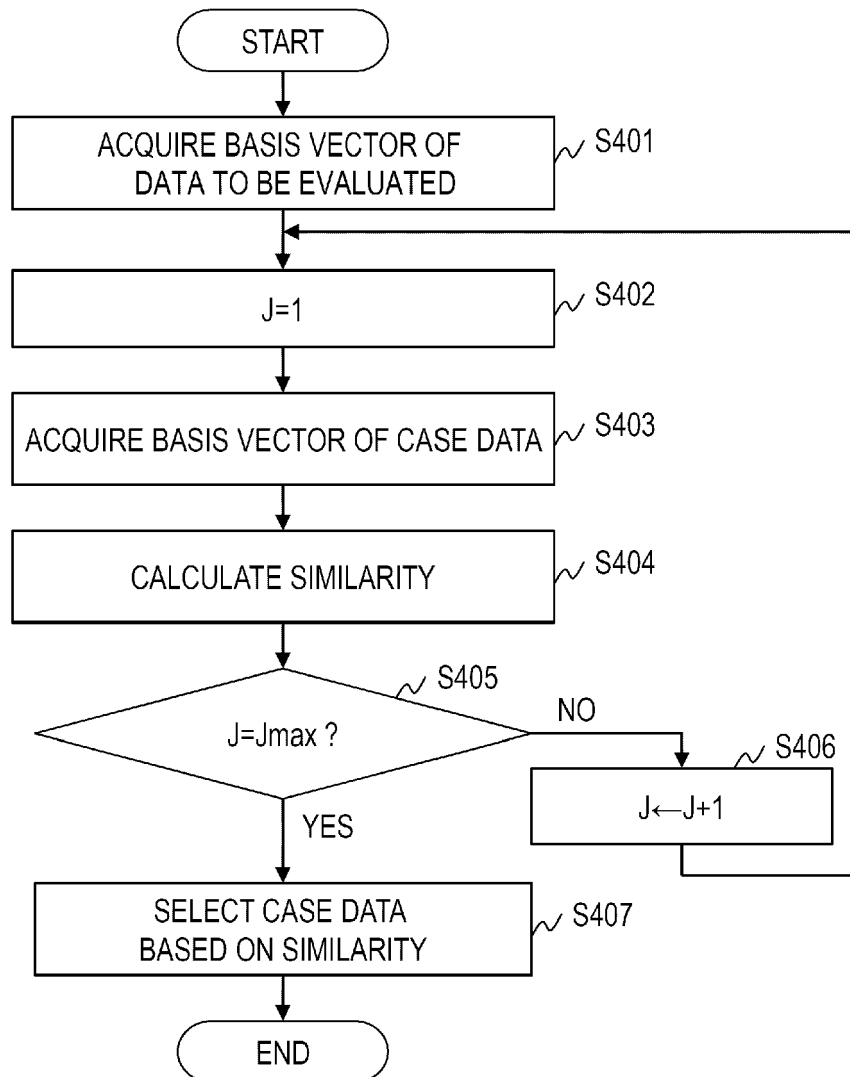 START
ACQUIRE BASIS VECTOR OF
DATA TO BE EVALUATED
S401
J=1
S402
ACQUIRE BASIS VECTOR OF CASE DATA
S403
CALCULATE SIMILARITY
S404
S405
J=Jmax ?
NO
S406
J←J+1
YES
SELECT CASE DATA
BASED ON SIMILARITY
S407
END